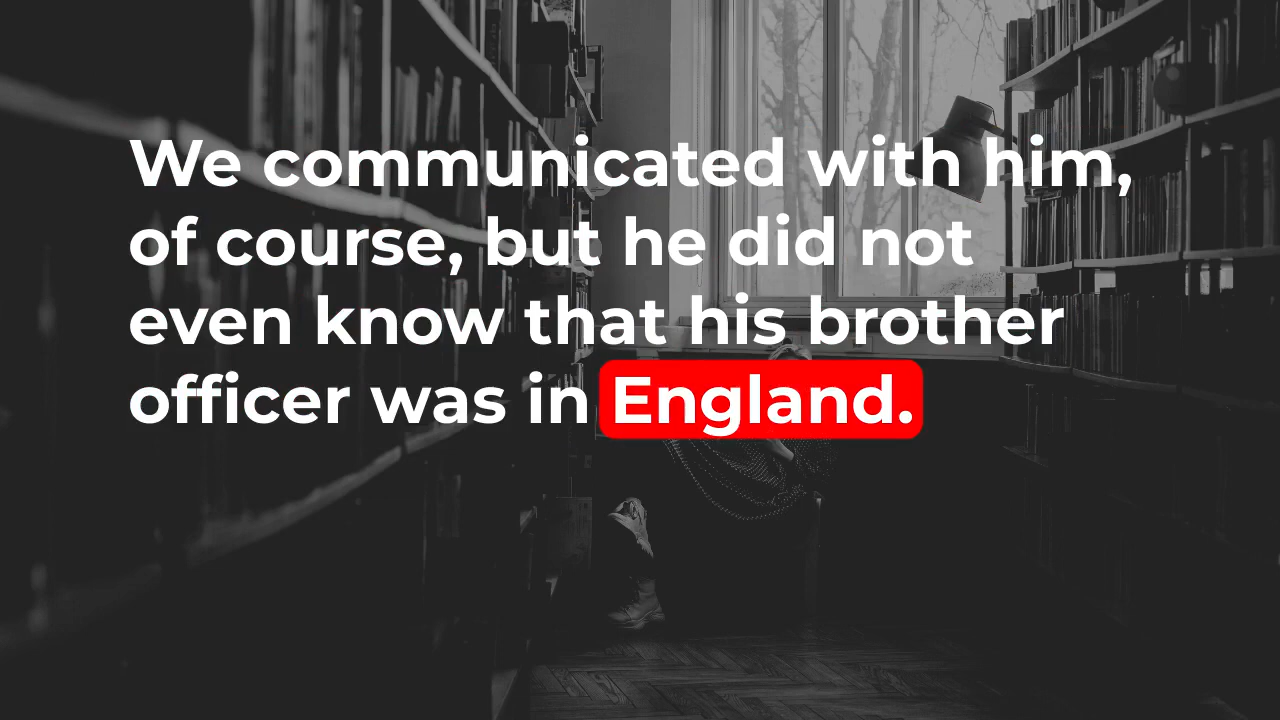 We communicated with him,
of course, but he did not
even know that his brother
officer was in England.